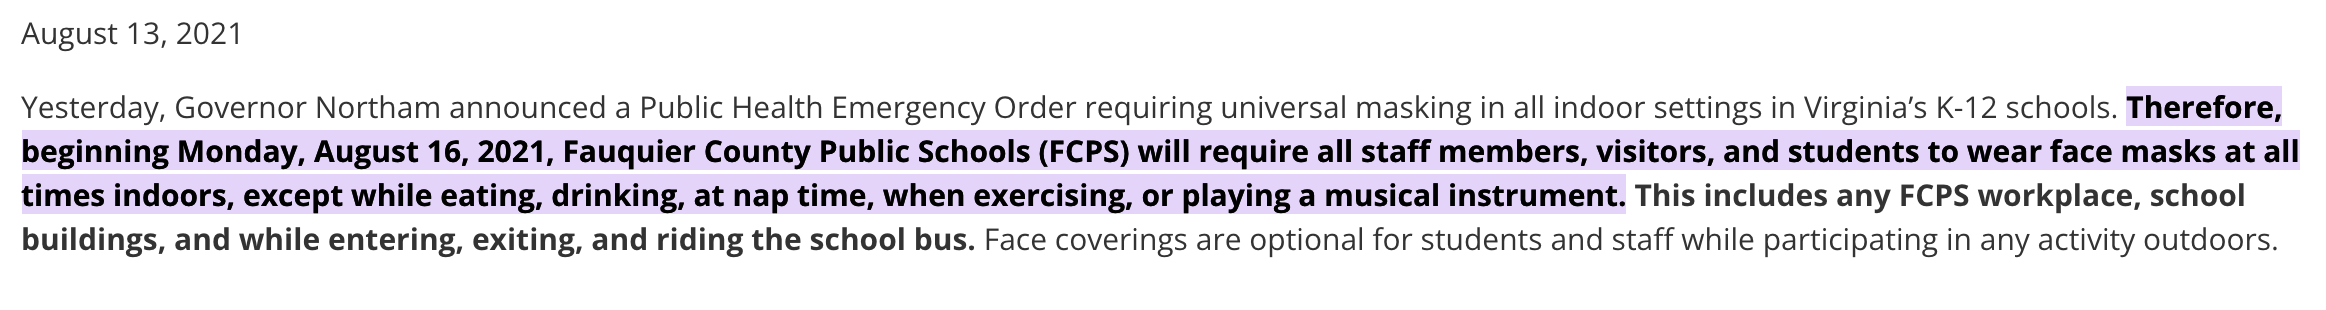 August 13, 2021
Yesterday, Governor Northam announced a Public Health Emergency Order requiring universal masking in all indoor settings in Virginia’s K-12 schools. Therefore,
beginning Monday, August 16, 2021, Fauquier County Public Schools (FCPS) will require all staff members, visitors, and students to wear face masks at all
times indoors, except while eating, drinking, at nap time, when exercising, or playing a musical instrument. This includes any FCPS workplace, school
buildings, and while entering, exiting, and riding the school bus. Face coverings are optional for students and staff while participating in any activity outdoors.